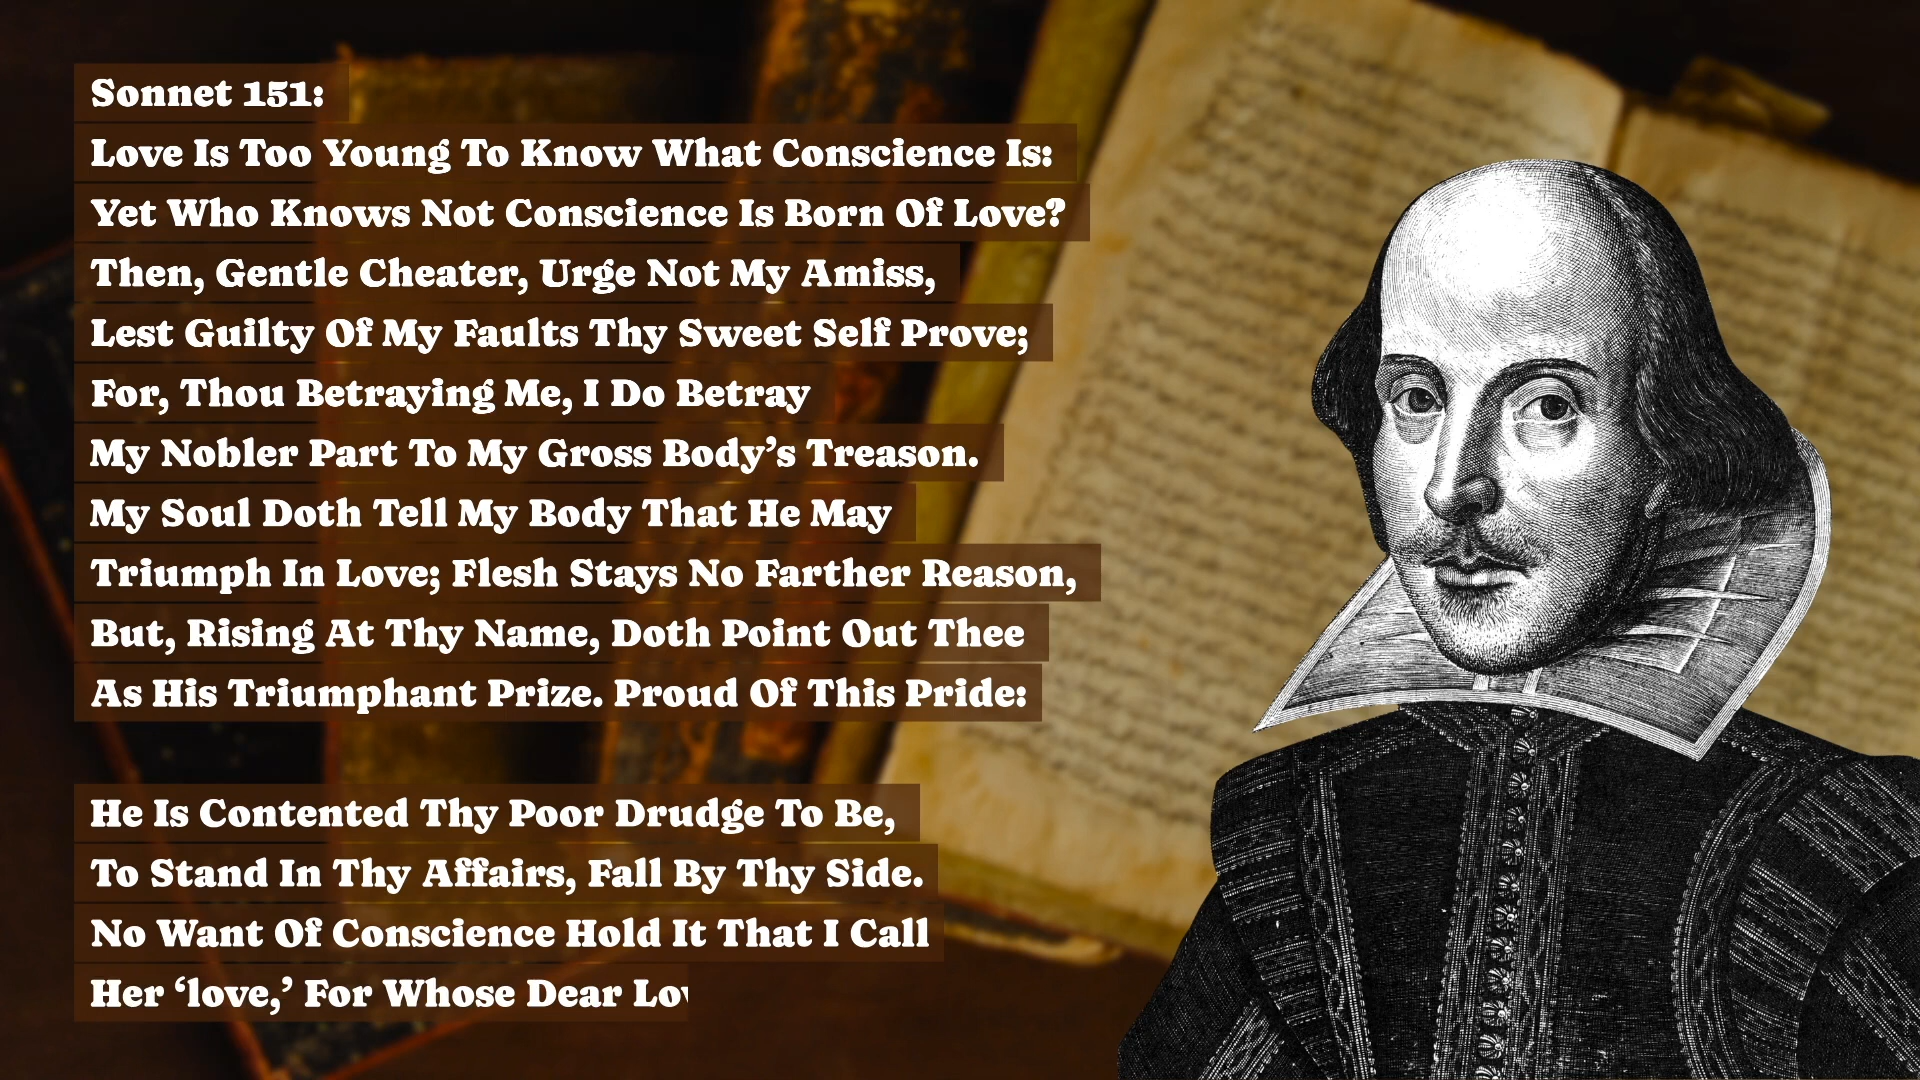 Sonnet 151:
Love Is Too Young To Know What Conscience Is:
Yet Who Knows Not Conscience Is Born Of Love?
Then, Gentle Cheater, Urge Not My Amiss,
Lest Guilty Of My Faults Thy Sweet Self Prove;
For, Thou Betraying Me, I Do Betray
My Nobler Part To My Gross Body’s Treason.
My Soul Doth Tell My Body That He May
Triumph In Love; Flesh Stays No Farther Reason,
But, Rising At Thy Name, Doth Point Out Thee
As His Triumphant Prize. Proud Of This Pride:
He Is Contented Thy Poor Drudge To Be,
To Stand In Thy Affairs, Fall By Thy Side.
No Want Of Conscience Hold It That I Call
Her ‘love,’ For Whose Dear